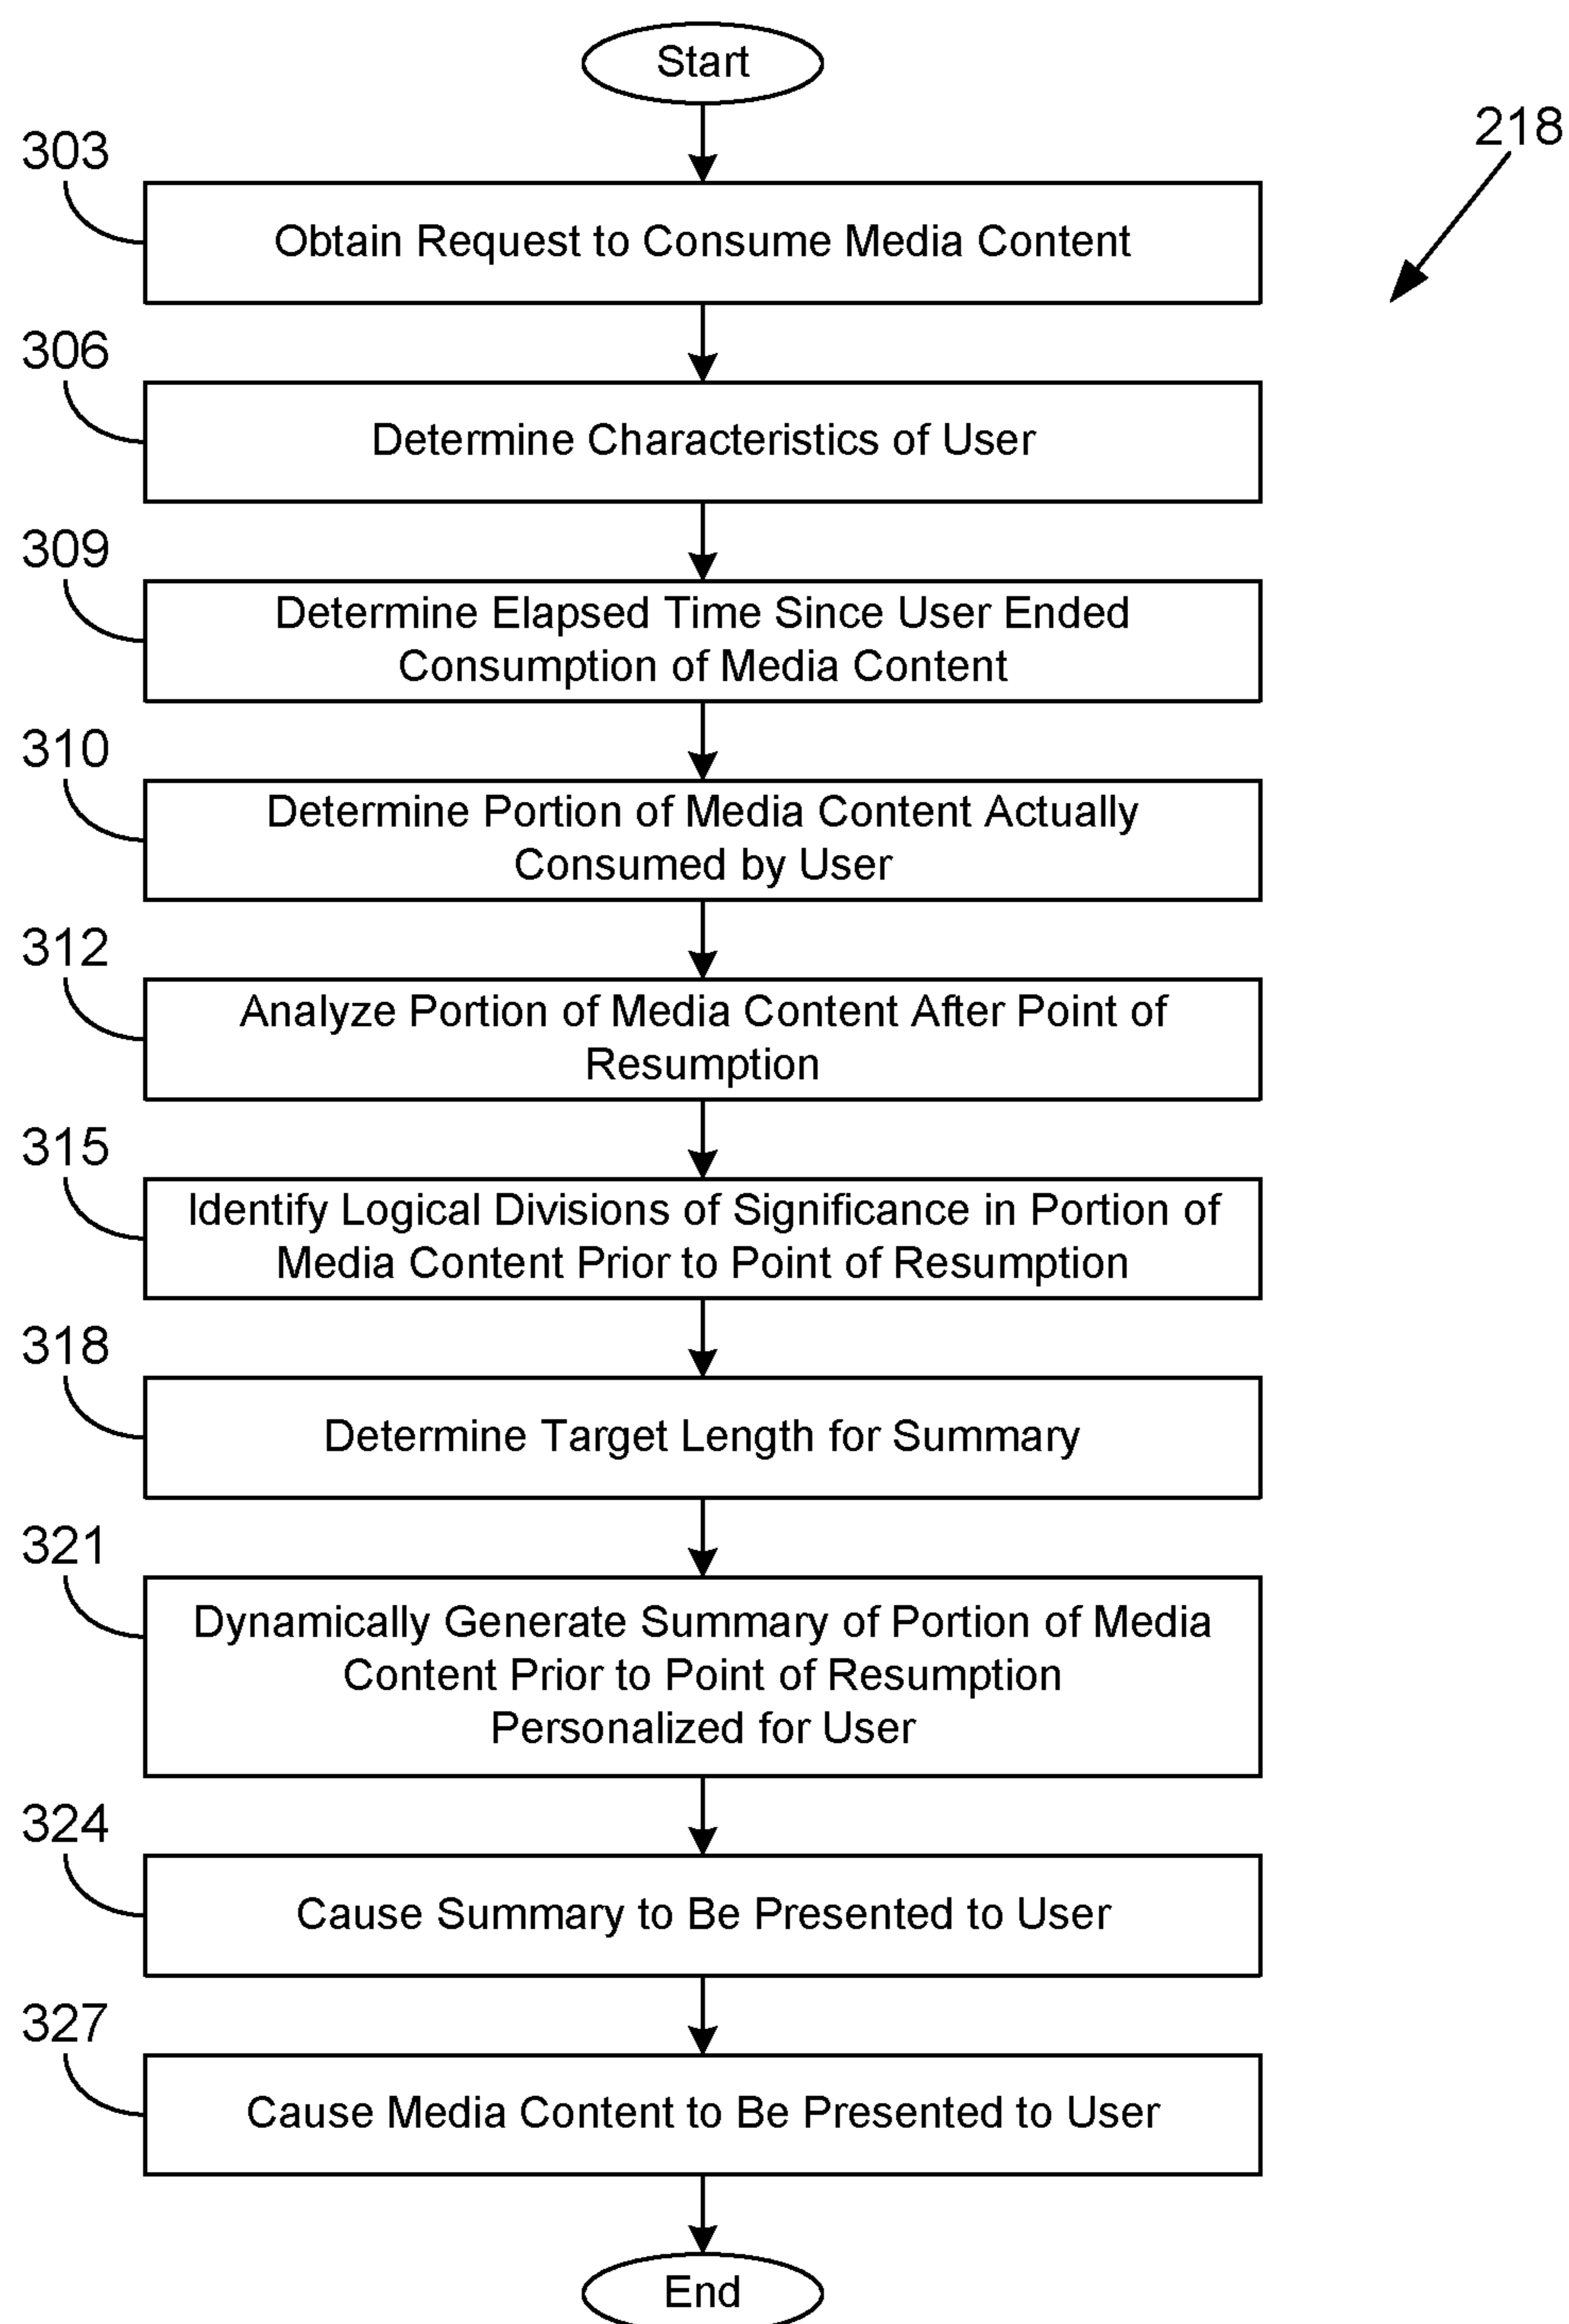 Start
218
303
Obtain Request to Consume Media Content
306
Determine Characteristics of User
309
Determine Elapsed Time Since User Ended
Consumption of Media Content
310
Determine Portion of Media Content Actually
Consumed by User
312
Analyze Portion of Media Content After Point of
Resumption
315
Identify Logical Divisions of Significance in Portion of
Media Content Prior to Point of Resumption
318
Determine Target Length for Summary
321
Dynamically Generate Summary of Portion of Media
Content Prior to Point of Resumption
Personalized for User
324
Cause Summary to Be Presented to User
327
Cause Media Content to Be Presented to User
End